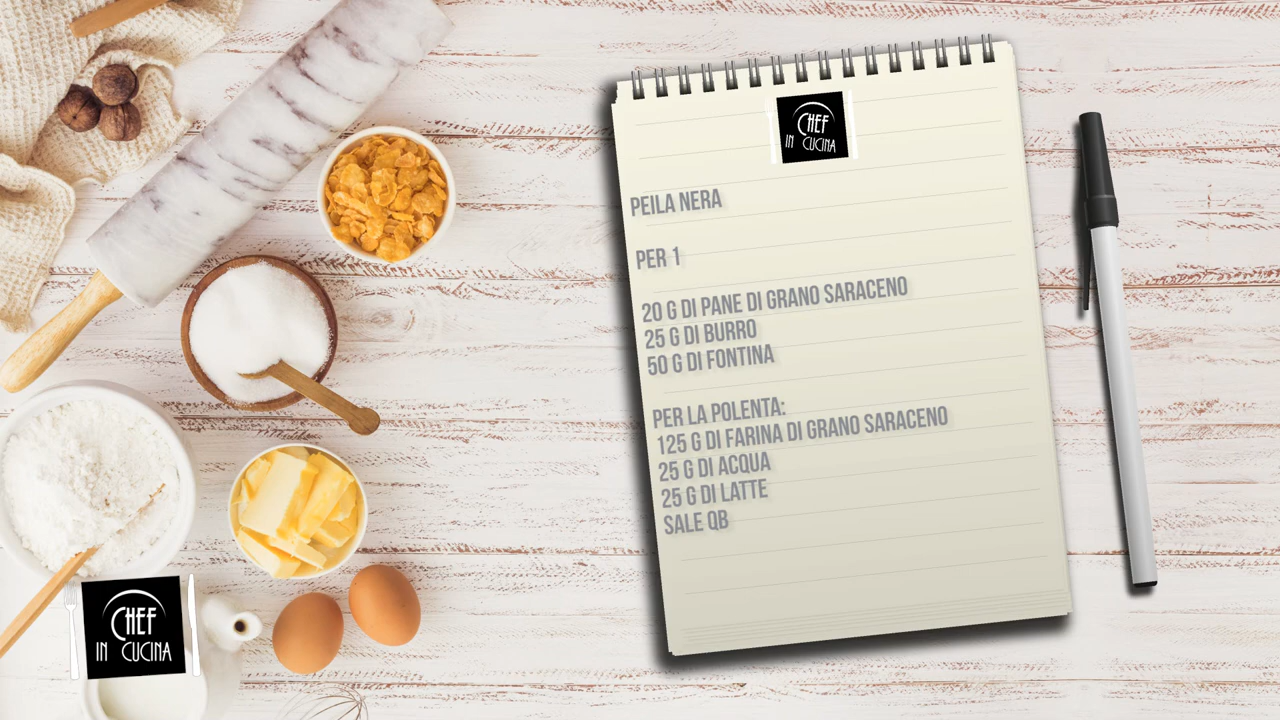 CHEF
IN CUCINA
PEILA NERA
PER 1
20 G DI PANE DI GRANO SARACENO
25 G DI BURRO
50 G DI FONTINA
PER LA POLENTA:
125 G DI FARINA DI GRANO SARACENO
25 G DI ACQUA
25 G DI LATTE
SALE QB
CHEF
IN CUCINA